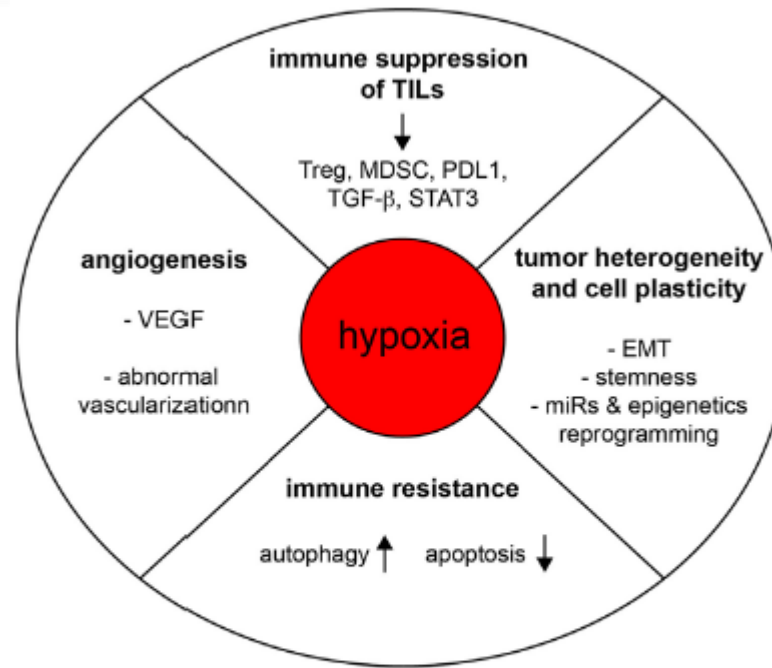 immune suppression
of TILs
↓
Treg, MDSC, PDL1,
TGF-β, STAT3
angiogenesis
- VEGF
- abnormal
vascularizationn
hypoxia
tumor heterogeneity
and cell plasticity
- EMT
- stemness
- miRs & epigenetics
reprogramming
immune resistance
autophagy ↑ apoptosis ↓